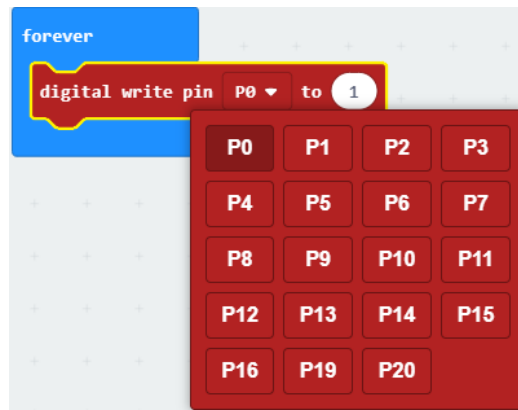 forever
digital write pin P0 to 1
P0 P1 P2 P3
P4 P5 P6 P7
P8 P9 P10 P11
P12 P13 P14 P15
P16 P19 P20